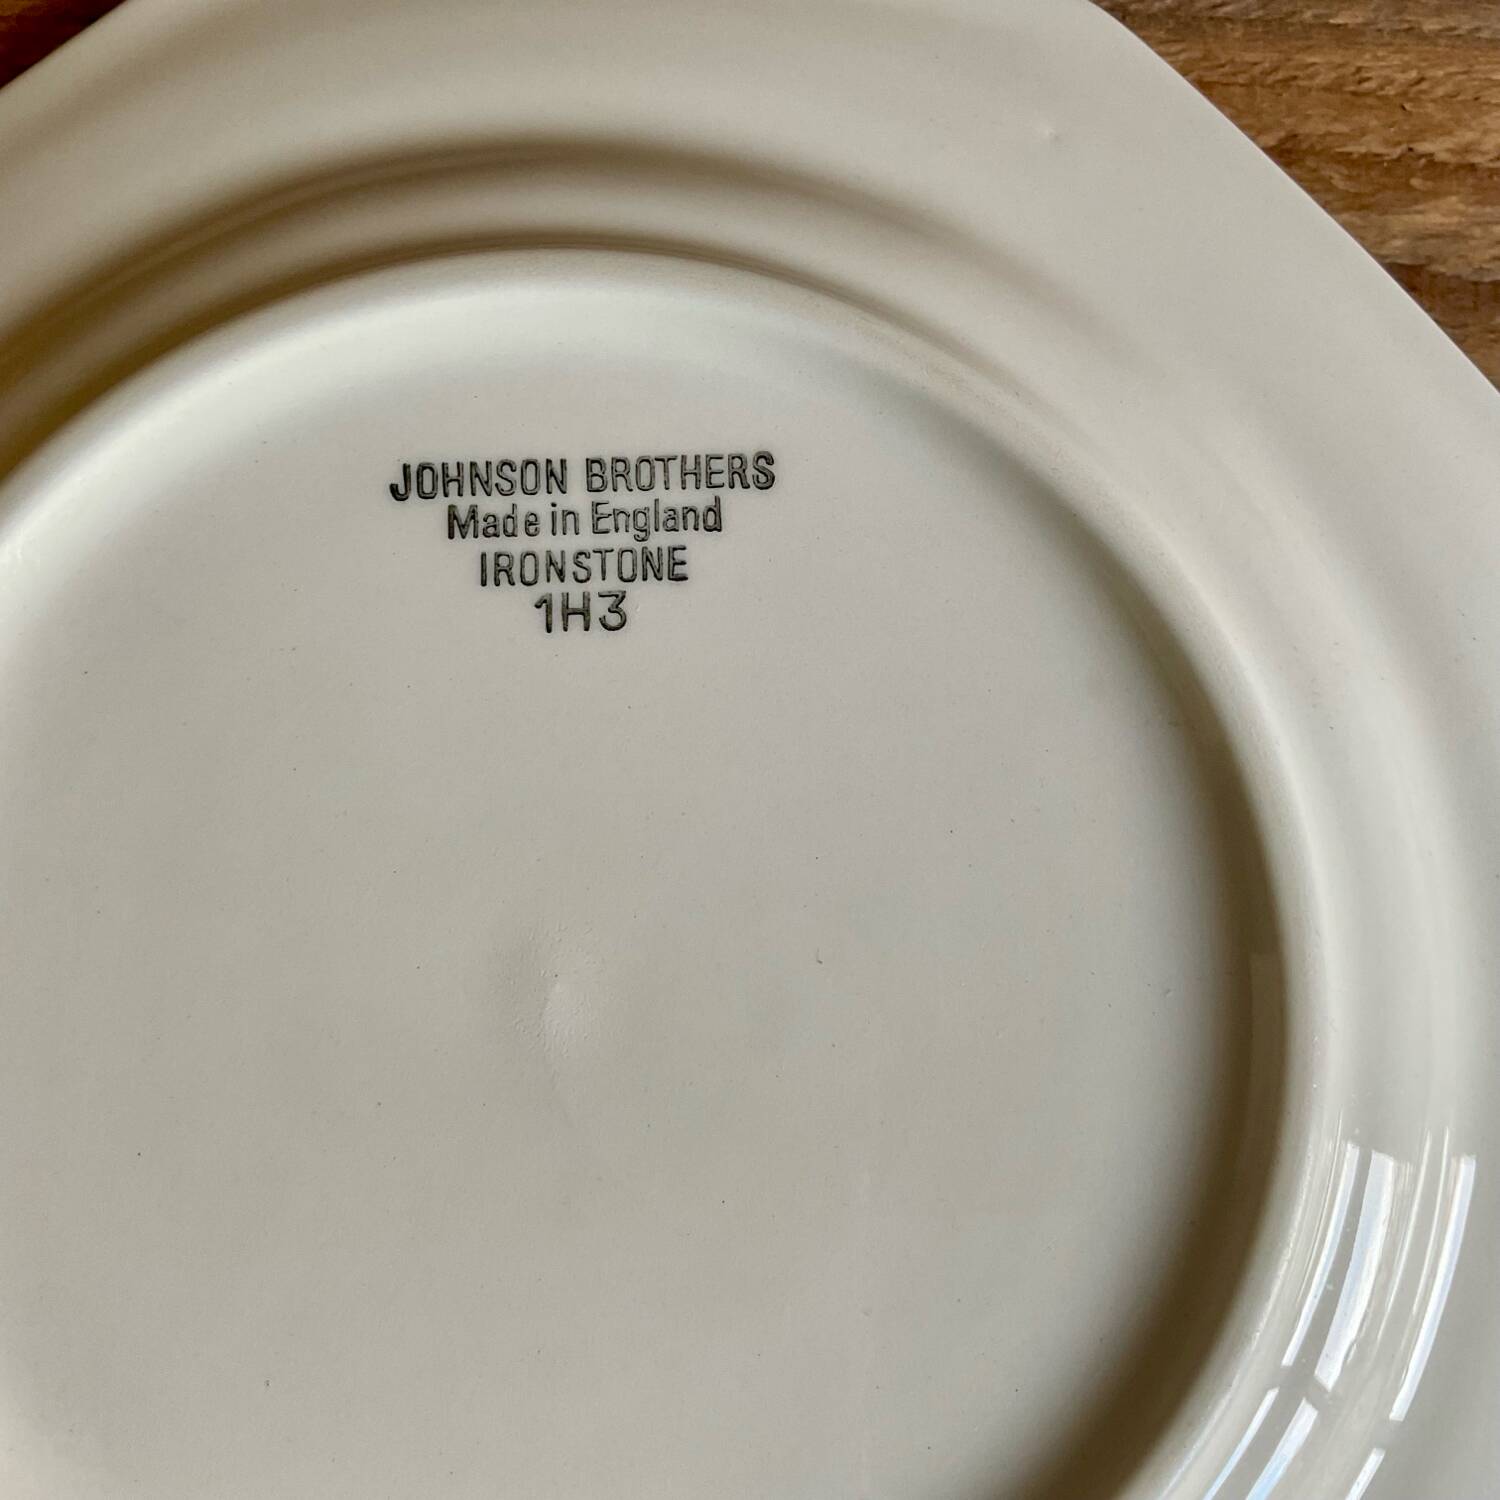 JOHNSON BROTHERS
Made in England
IRONSTONE
1H3